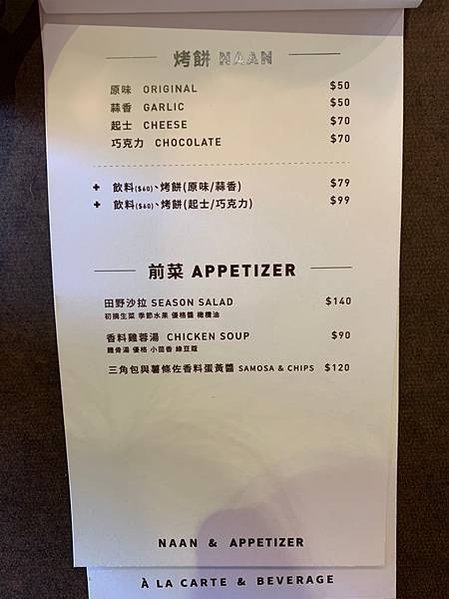 烤餅 NAAN
原味 ORIGINAL $50
蒜香 GARLIC $50
起士 CHEESE $70
巧克力 CHOCOLATE $70
+ 飲料($60)、烤餅(原味/蒜香) $79
+ 飲料($60)、烤餅(起士/巧克力) $99
前菜 APPETIZER
田野沙拉 SEASON SALAD $140
初摘生菜 季節水果 優格醬 橄欖油
香料雞蓉湯 CHICKEN SOUP $90
雞骨湯 優格 小茴香 綠豆蔻
三角包與薯條佐香料蛋黃醬 SAMOSA & CHIPS $120
NAAN & APPETIZER
À LA CARTE & BEVERAGE